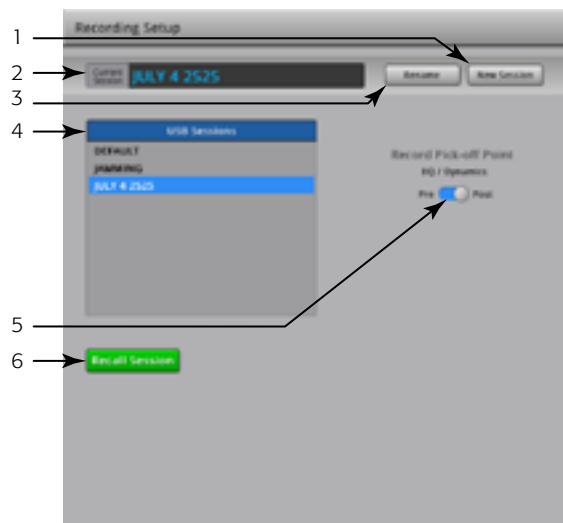 Recording Setup
1
2
Current Session
JULY 4 2525
Rename
New Session
3
4
USB Sessions
DEFAULT
JAMMING
JULY 4 2525
Record Pick-off Point
EQ / Dynamics
Pre
Post
5
6
Recall Session